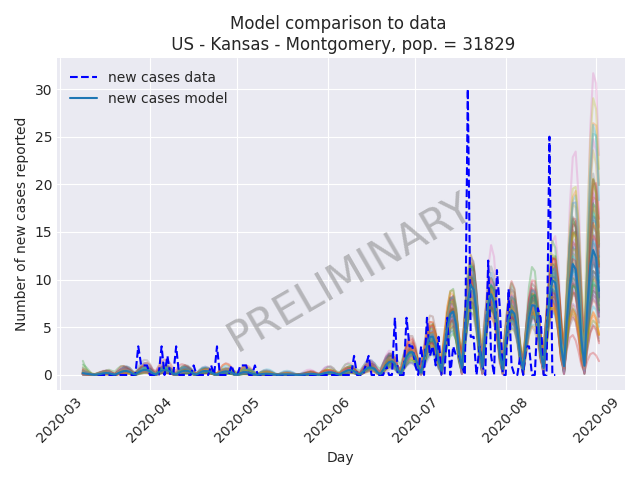 Model comparison to data
US - Kansas - Montgomery, pop. = 31829
new cases data
new cases model
Number of new cases reported
30
25
20
15
10
5
0
PRELIMINARY
2020-03
2020-04
2020-05
2020-06
2020-07
2020-08
2020-09
Day